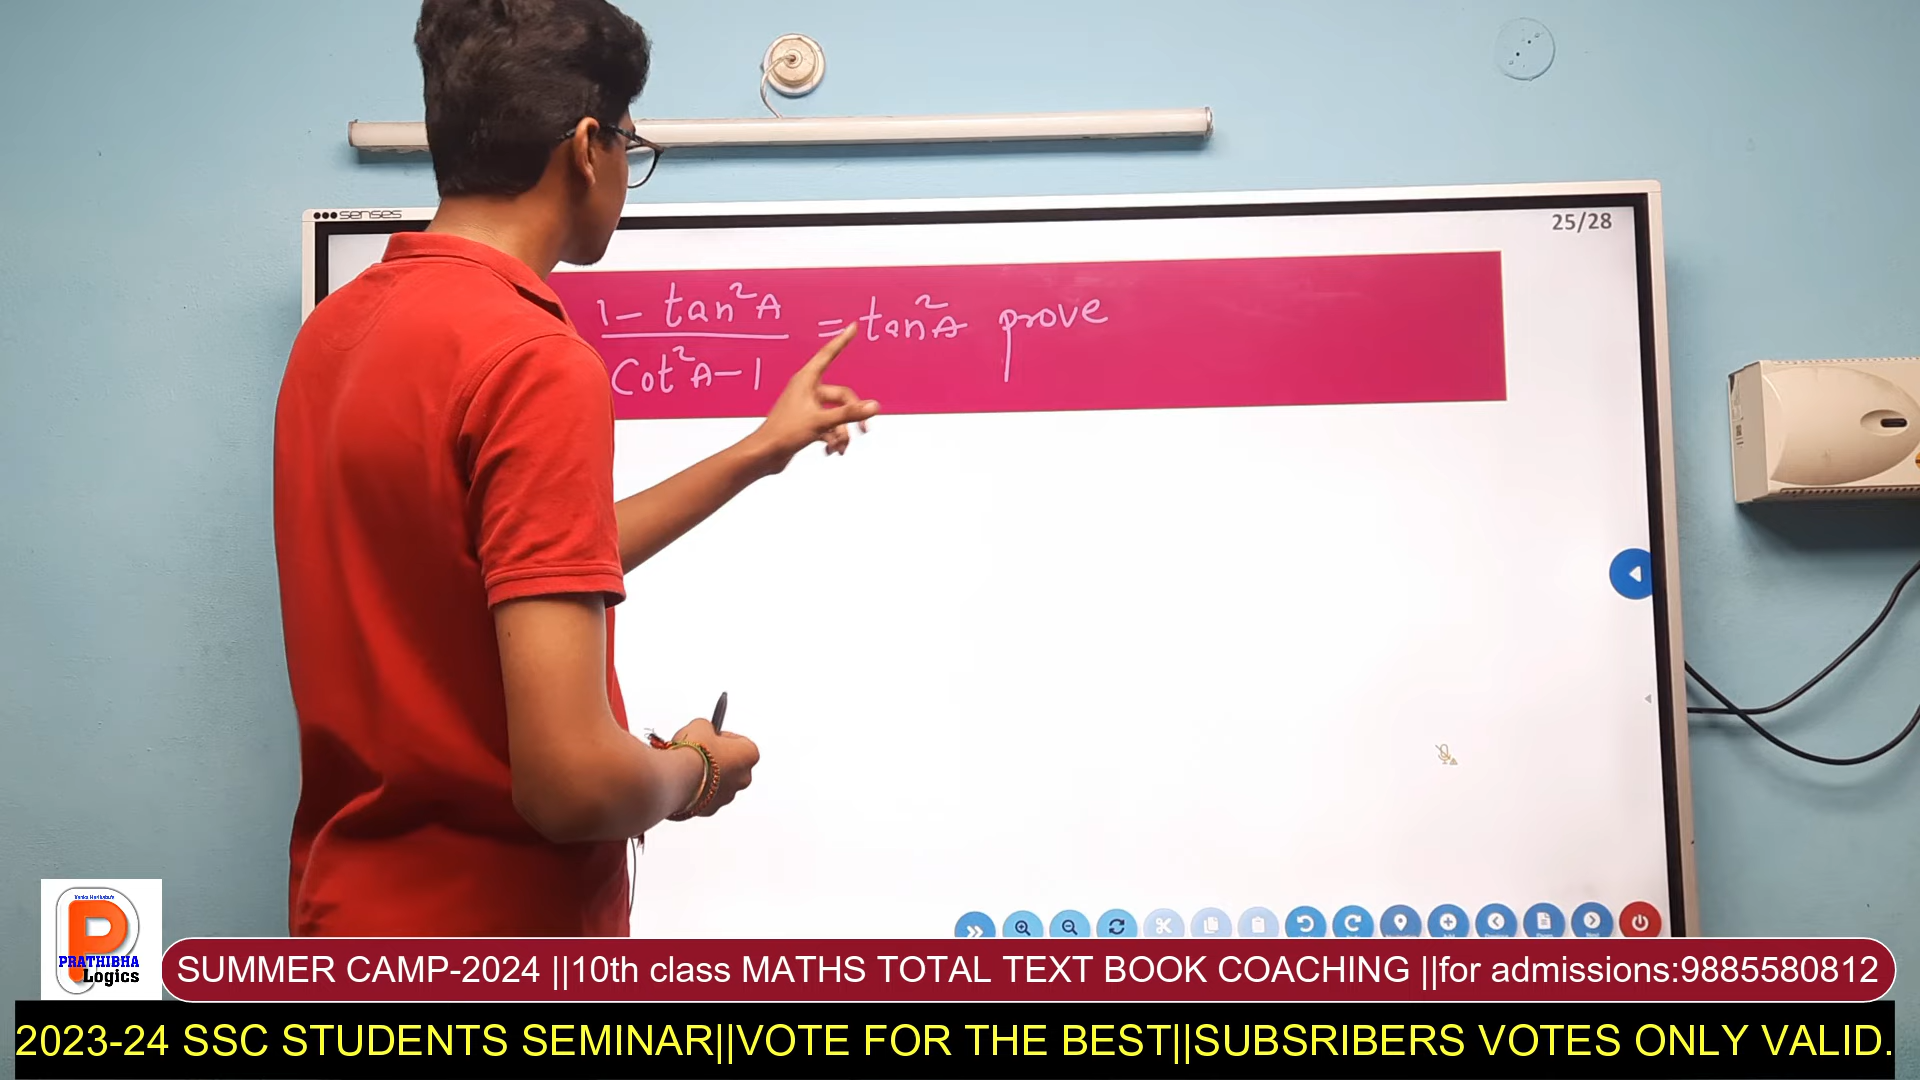 senses
25/28
1 - tan²A
= tan²A prove
Cot²A - 1
PRATIBHA
Logics
SUMMER CAMP-2024 ||10th class MATHS TOTAL TEXT BOOK COACHING ||for admissions:9885580812
2023-24 SSC STUDENTS SEMINAR||VOTE FOR THE BEST||SUBSRIBERS VOTES ONLY VALID.